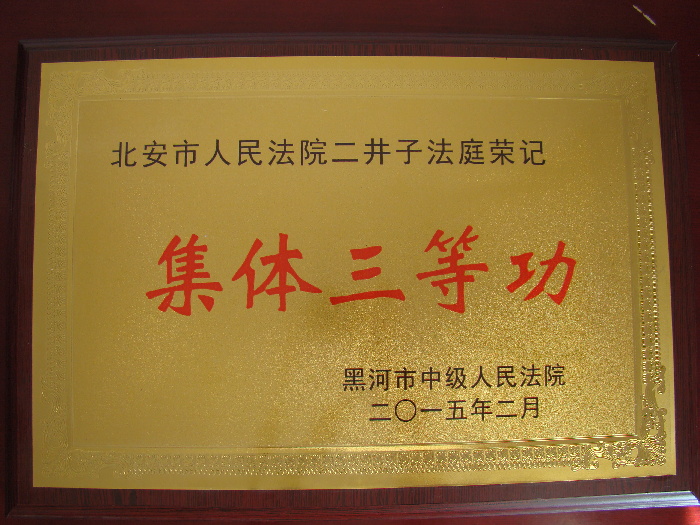 北安市人民法院二井子法庭荣记
集体三等功
黑河市中级人民法院
二〇一五年二月